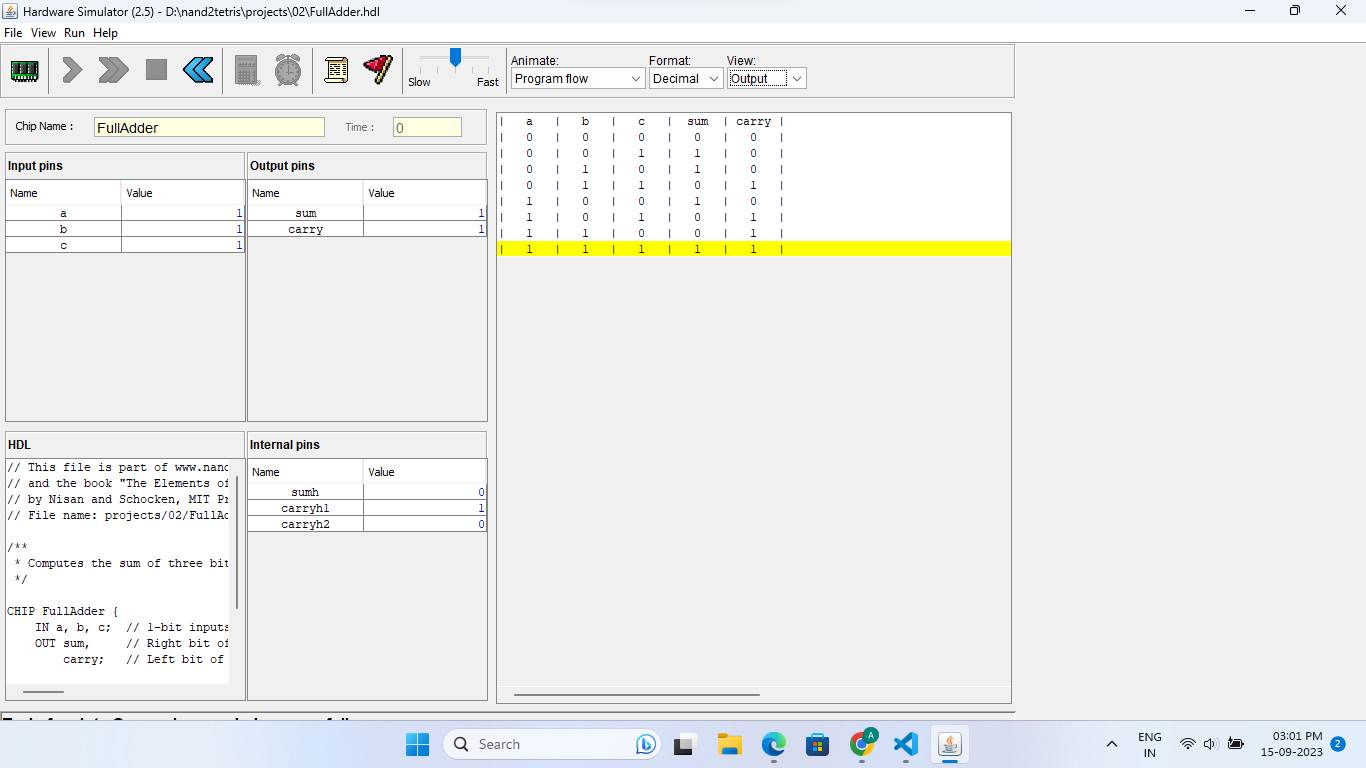 Hardware Simulator (2.5) - D:\nand2tetris\projects\02\FullAdder.hdl
File View Run Help
Slow Fast
Animate: Format: View:
Program flow Decimal Output
Chip Name : FullAdder Time : 0
Input pins
Name Value
a 1
b 1
c 1
Output pins
Name Value
sum 1
carry 1
| a | b | c | sum | carry |
| 0 | 0 | 0 | 0 | 0 |
| 0 | 0 | 1 | 1 | 0 |
| 0 | 1 | 0 | 1 | 0 |
| 0 | 1 | 1 | 0 | 1 |
| 1 | 0 | 0 | 1 | 0 |
| 1 | 0 | 1 | 0 | 1 |
| 1 | 1 | 0 | 0 | 1 |
| 1 | 1 | 1 | 1 | 1 |
HDL
// This file is part of www.nand
// and the book "The Elements of
// by Nisan and Schocken, MIT Pr
// File name: projects/02/FullAd
/**
* Computes the sum of three bit
*/
CHIP FullAdder {
IN a, b, c; // 1-bit inputs
OUT sum, // Right bit of
carry; // Left bit of
Internal pins
Name Value
sumh 0
carryh1 1
carryh2 0
Search
A
ENG
IN
03:01 PM
15-09-2023
2